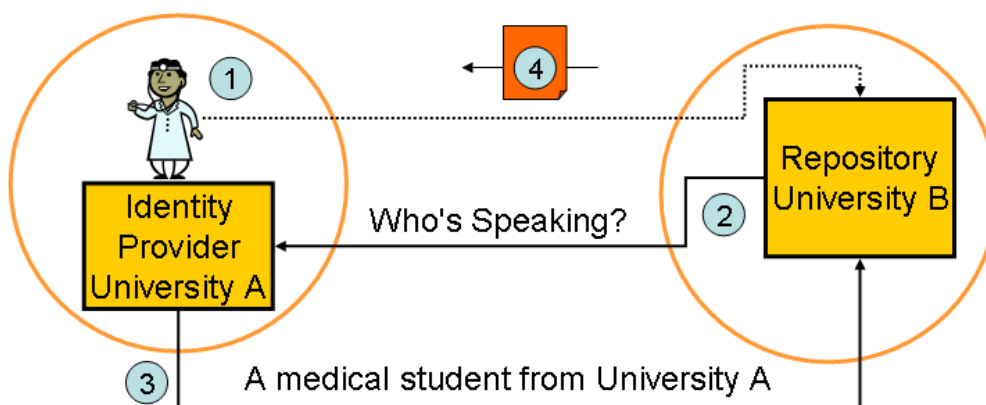 1
4
Repository
University B
2
Who's Speaking?
Identity
Provider
University A
3
A medical student from University A